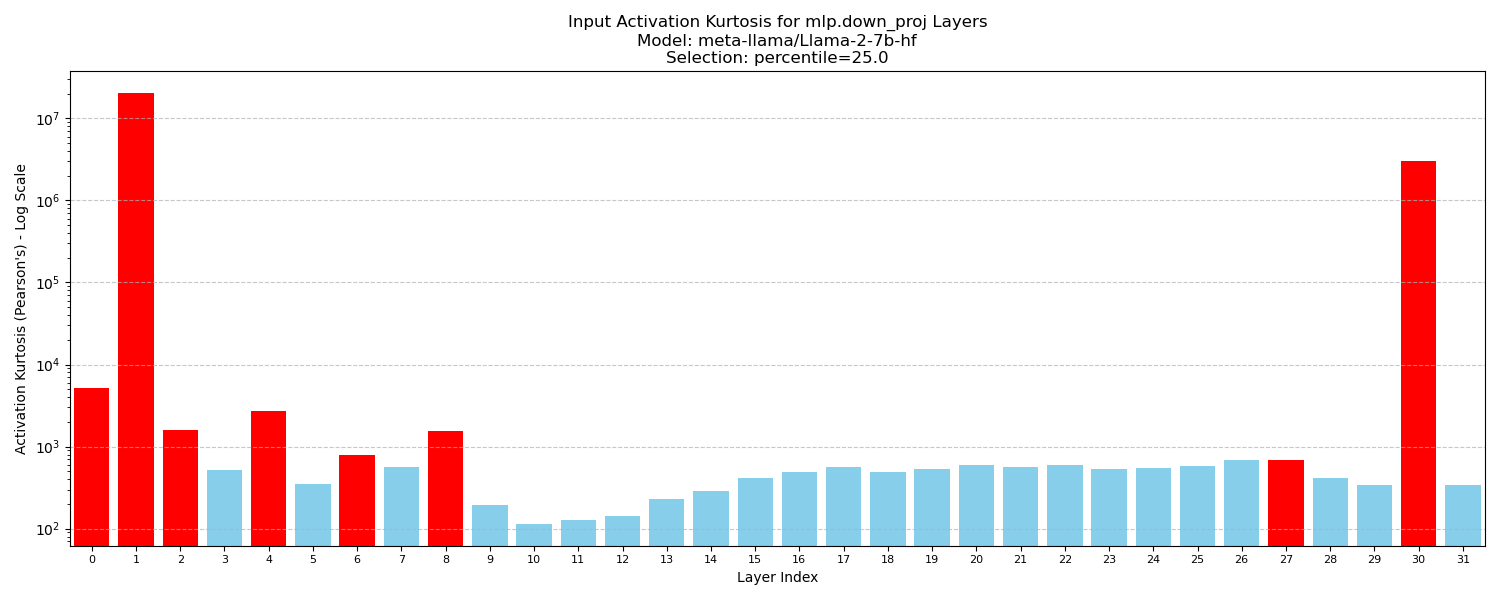 Input Activation Kurtosis for mlp.down_proj Layers
Model: meta-llama/Llama-2-7b-hf
Selection: percentile=25.0
Activation Kurtosis (Pearson's) - Log Scale
10⁷
10⁶
10⁵
10⁴
10³
10²
0 1 2 3 4 5 6 7 8 9 10 11 12 13 14 15 16 17 18 19 20 21 22 23 24 25 26 27 28 29 30 31
Layer Index